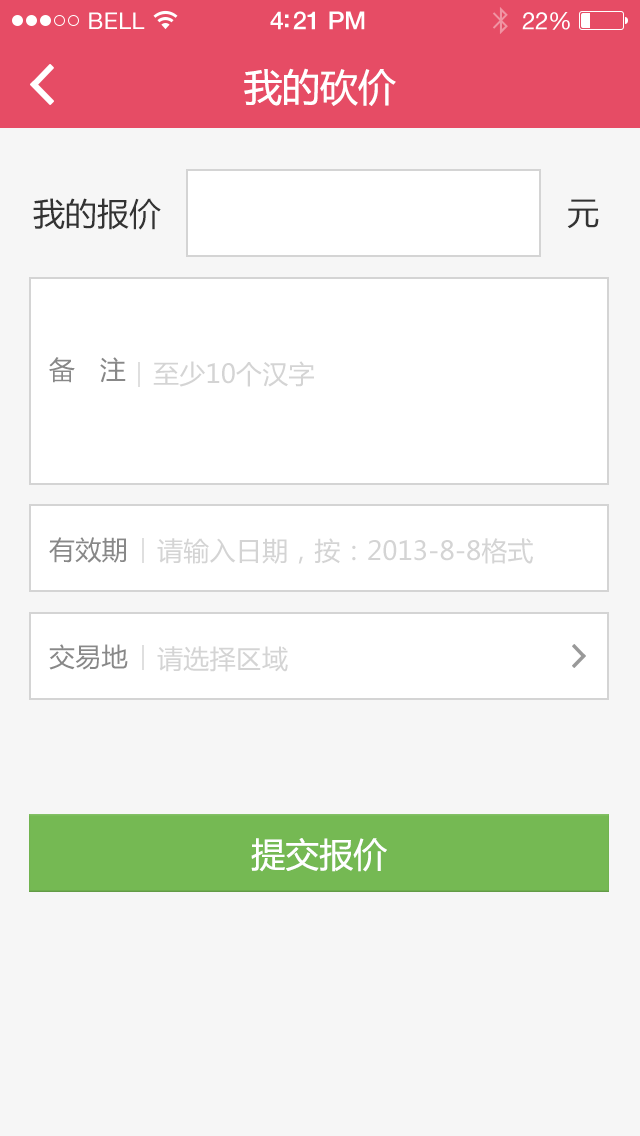 BELL 4:21 PM 22%
我的砍价
我的报价 元
备 注 至少10个汉字
有效期 请输入日期，按：2013-8-8格式
交易地 请选择区域
提交报价